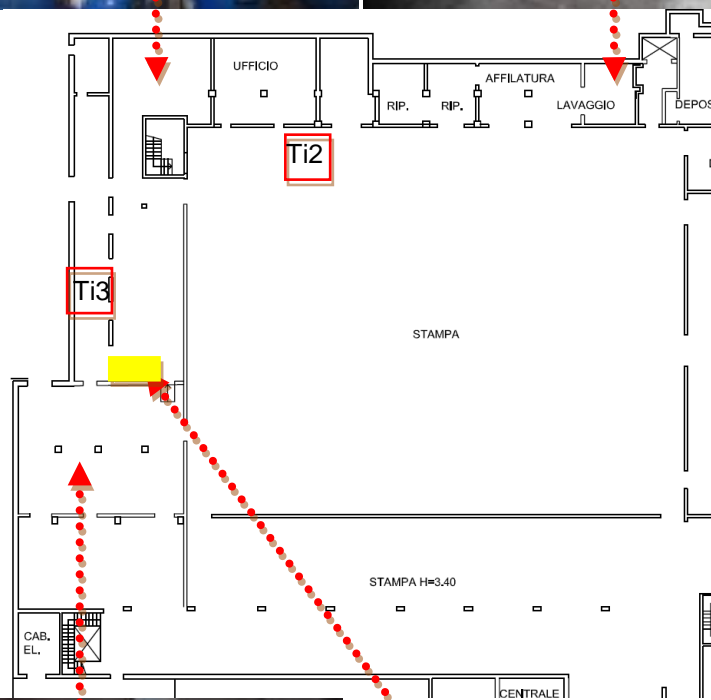 UFFICIO
AFFILATURA
RIP.
RIP.
LAVAGGIO
DEPOS
Ti2
Ti3
STAMPA
STAMPA H=3.40
CAB.
EL.
CENTRALE